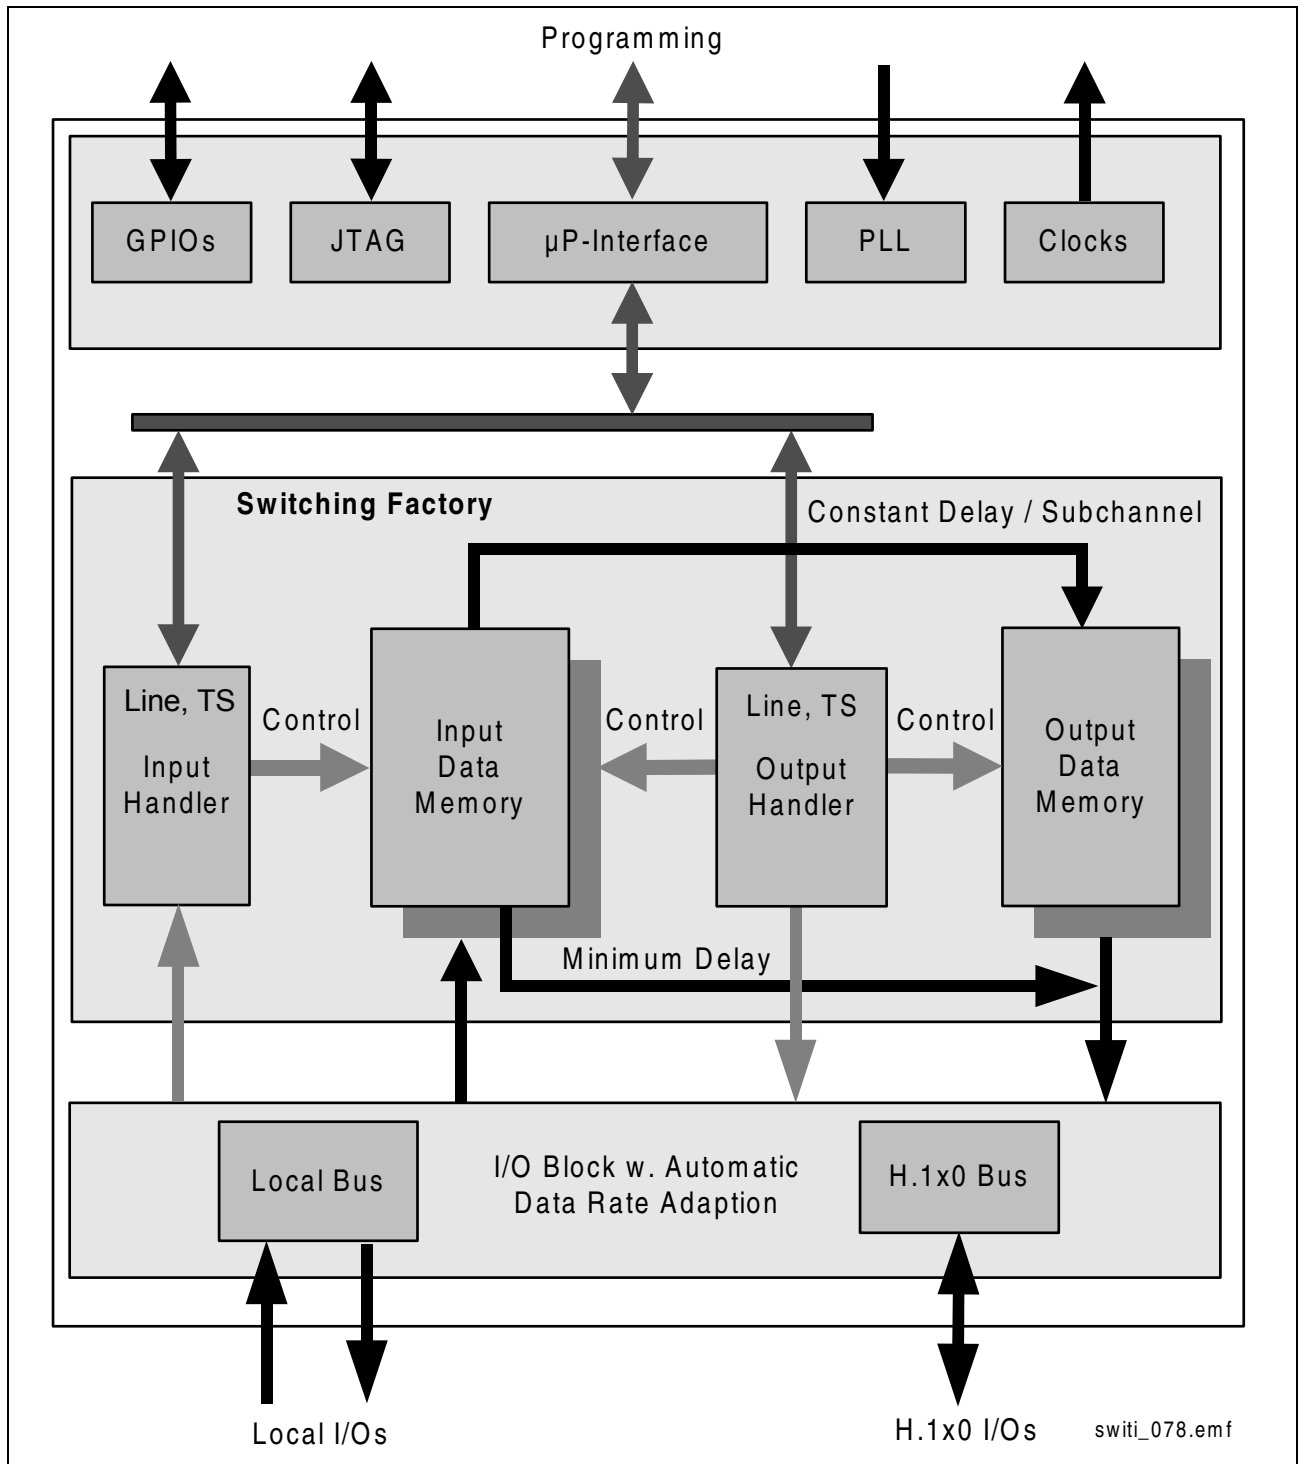 Programming
GPIOs
JTAG
µP-Interface
PLL
Clocks
Switching Factory
Constant Delay / Subchannel
Line, TS
Input
Handler
Control
Input
Data
Memory
Control
Line, TS
Output
Handler
Control
Output
Data
Memory
Minimum Delay
Local Bus
I/O Block w. Automatic
Data Rate Adaption
H.1x0 Bus
Local I/Os
H.1x0 I/Os
switi_078.emf